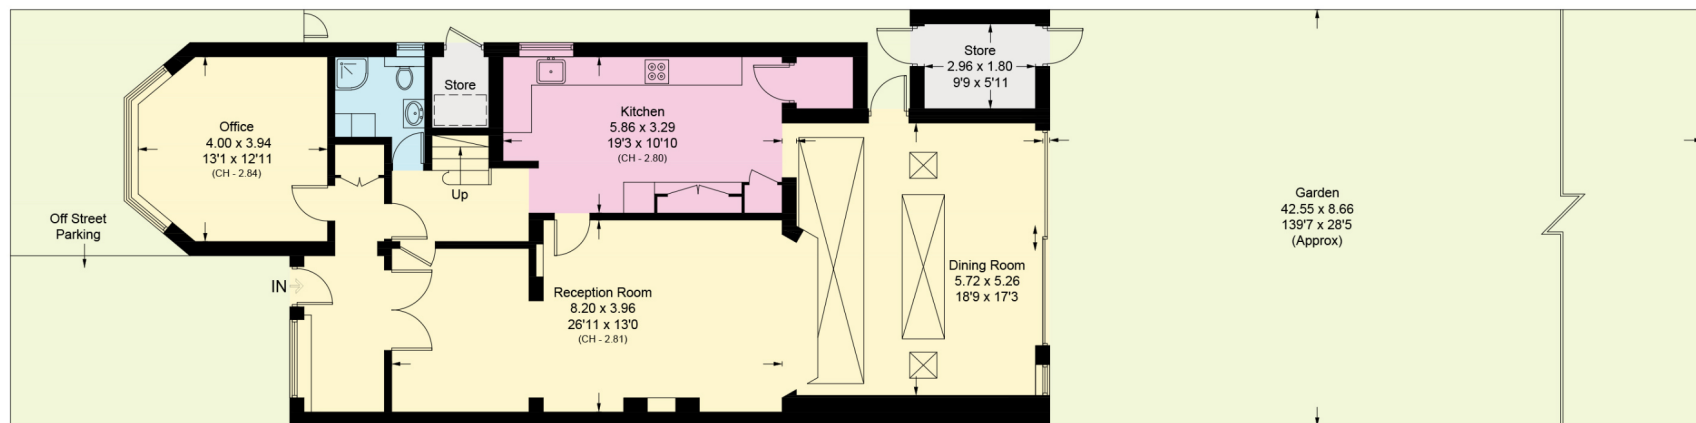 Office
4.00 x 3.94
13'1 x 12'11
(CH - 2.84)
Off Street
Parking
IN
Store
Up
Kitchen
5.86 x 3.29
19'3 x 10'10
(CH - 2.80)
Reception Room
8.20 x 3.96
26'11 x 13'0
(CH - 2.81)
Store
2.96 x 1.80
9'9 x 5'11
Dining Room
5.72 x 5.26
18'9 x 17'3
Garden
42.55 x 8.66
139'7 x 28'5
(Approx)